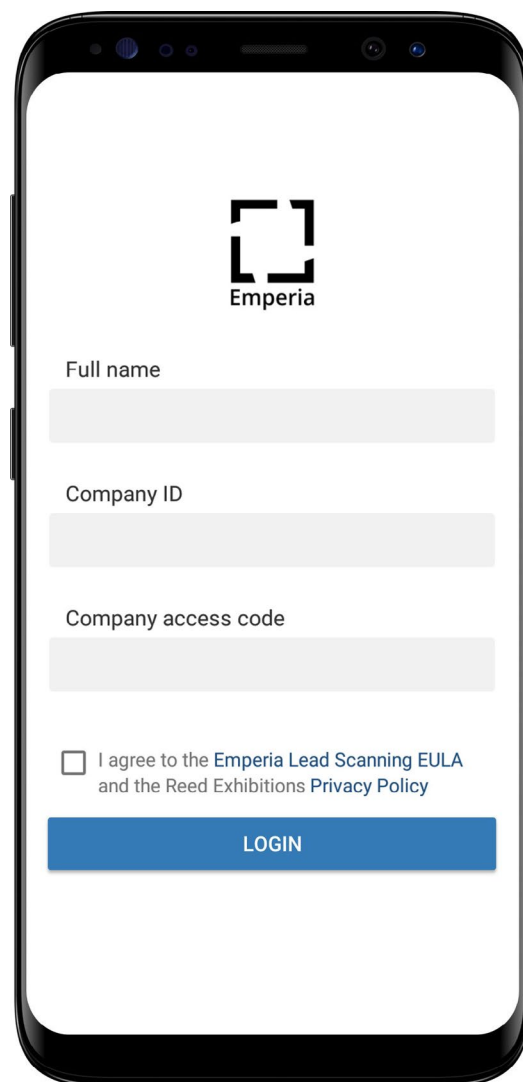 Emperia
Full name
Company ID
Company access code
I agree to the Emperia Lead Scanning EULA
and the Reed Exhibitions Privacy Policy
LOGIN